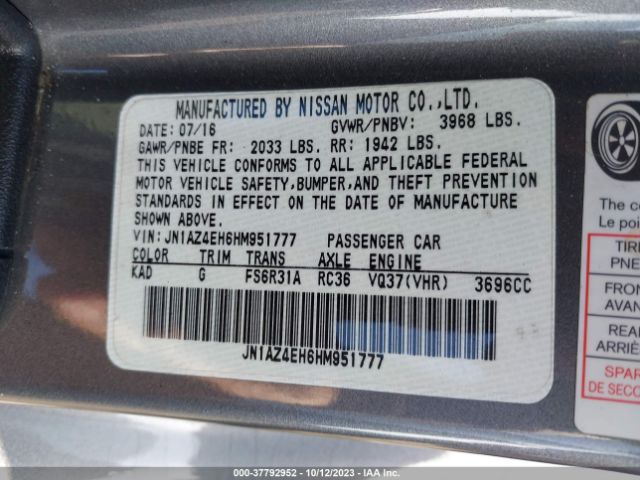 MANUFACTURED BY NISSAN MOTOR CO.,LTD.
DATE: 07/16 GVWR/PNBV: 3968 LBS.
GAWR/PNBE FR: 2033 LBS. RR: 1942 LBS.
THIS VEHICLE CONFORMS TO ALL APPLICABLE FEDERAL
MOTOR VEHICLE SAFETY,BUMPER,AND THEFT PREVENTION
STANDARDS IN EFFECT ON THE DATE OF MANUFACTURE
SHOWN ABOVE.
VIN: JN1AZ4EH6HM951777 PASSENGER CAR
COLOR TRIM TRANS AXLE ENGINE
KAD G FS6R31A RC36 VQ37(VHR) 3696CC
JN1AZ4EH6HM951777
The co
Le poi
TIRE
PNE
FRON
AVAN
REA
ARRIÈ
SPAR
DE SECO
000-37792952 - 10/12/2023 - IAA Inc.